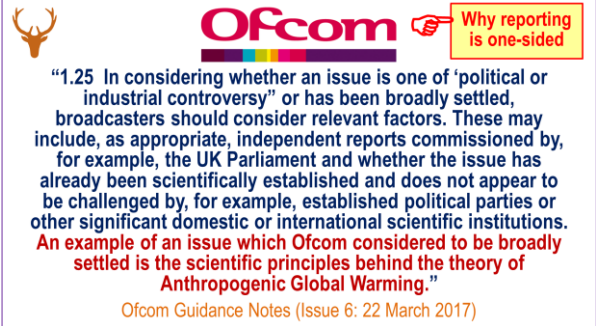 Ofcom
Why reporting
is one-sided
“1.25 In considering whether an issue is one of ‘political or
industrial controversy” or has been broadly settled,
broadcasters should consider relevant factors. These may
include, as appropriate, independent reports commissioned by,
for example, the UK Parliament and whether the issue has
already been scientifically established and does not appear to
be challenged by, for example, established political parties or
other significant domestic or international scientific institutions.
An example of an issue which Ofcom considered to be broadly
settled is the scientific principles behind the theory of
Anthropogenic Global Warming.”
Ofcom Guidance Notes (Issue 6: 22 March 2017)